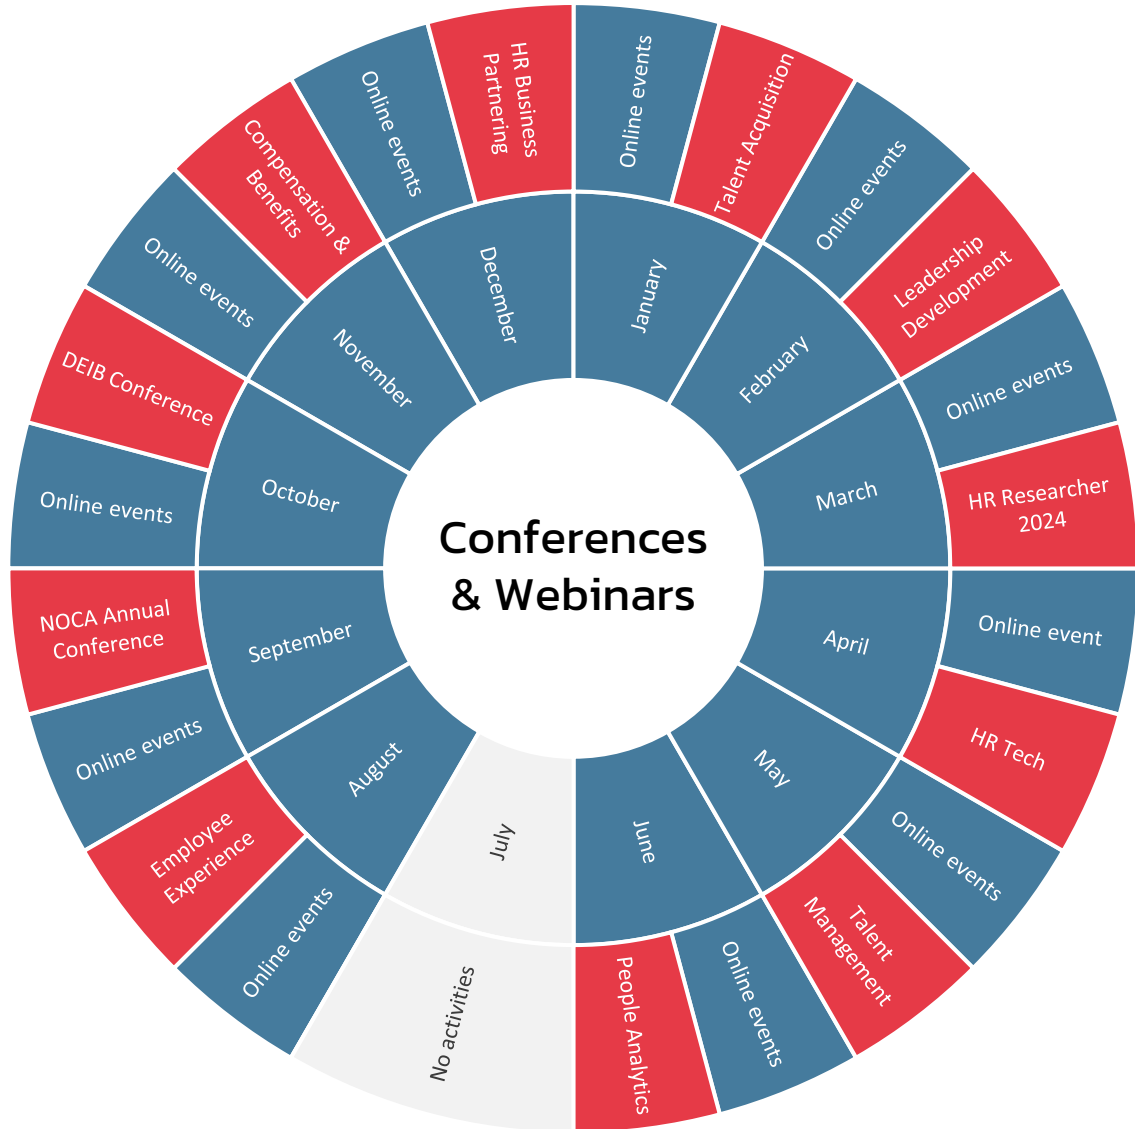 Conferences
& Webinars
January
Online events
Talent Acquisition
February
Online events
Leadership
Development
March
Online events
HR Researcher
2024
April
Online event
HR Tech
May
Online events
Talent
Management
June
Online events
People Analytics
July
No activities
August
Online events
Employee
Experience
September
Online events
NOCA Annual
Conference
October
Online events
DEIB Conference
November
Online events
Compensation &
Benefits
December
Online events
HR Business
Partnering